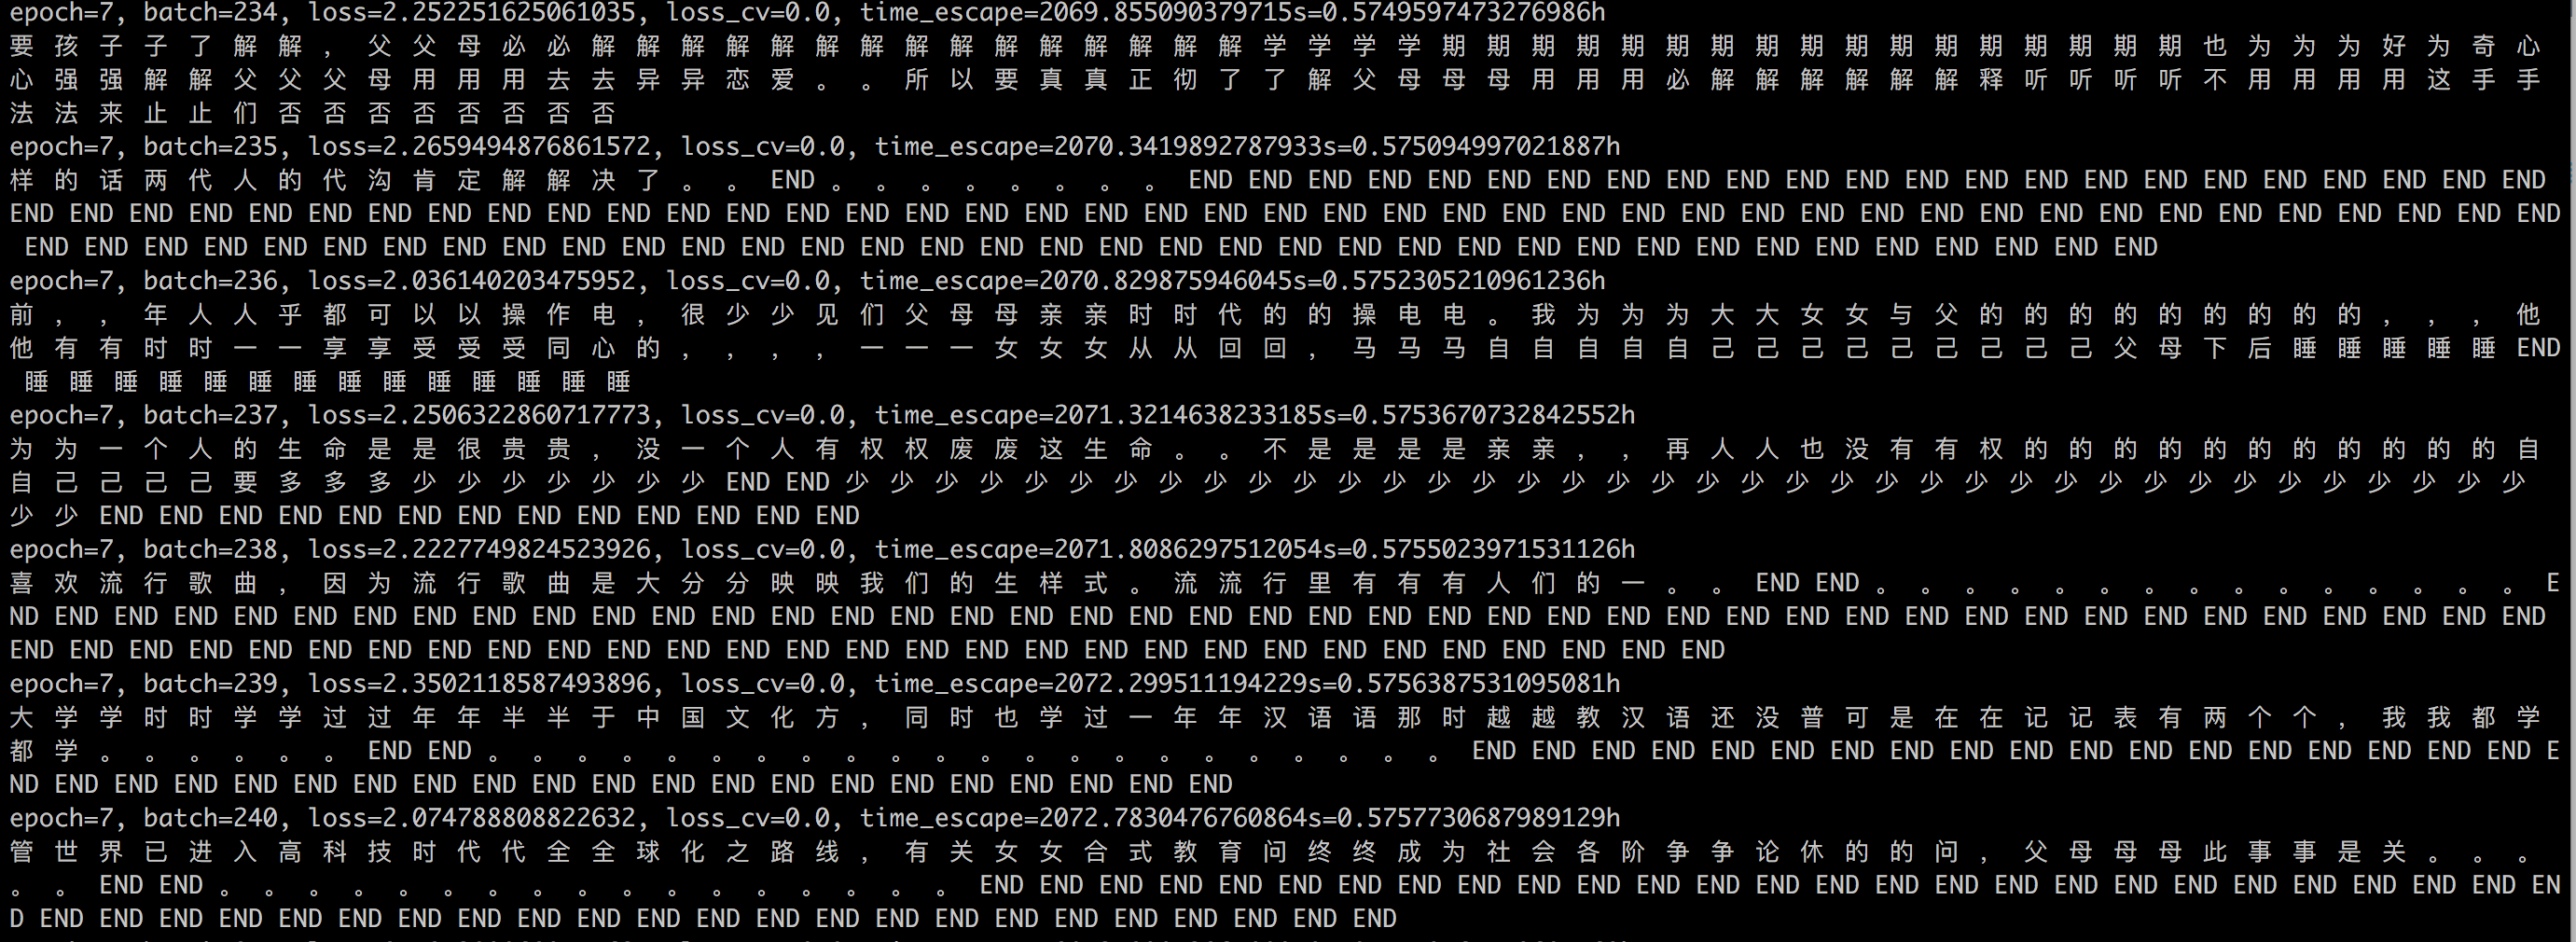 epoch=7, batch=234, loss=2.252251625061035, loss_cv=0.0, time_escape=2069.855090379715s=0.5749597473276986h
要 孩 子 子 了 解 解 ， 父 父 母 必 必 解 解 解 解 解 解 解 解 解 解 解 解 解 解 解 学 学 学 学 期 期 期 期 期 期 期 期 期 期 期 期 期 期 期 期 期 也 为 为 为 好 为 奇 心
心 强 强 解 解 父 父 父 母 用 用 用 去 去 异 异 恋 爱 。 。 所 以 要 真 真 正 彻 了 了 解 父 母 母 母 用 用 用 必 解 解 解 解 解 解 释 听 听 听 听 不 用 用 用 用 这 手 手
法 法 来 止 止 们 否 否 否 否 否 否 否 否
epoch=7, batch=235, loss=2.2659494876861572, loss_cv=0.0, time_escape=2070.3419892787933s=0.575094997021887h
样 的 话 两 代 人 的 代 沟 肯 定 解 解 决 了 。 。 END 。 。 。 。 。 。 。 。 END END END END END END END END END END END END END END END END END END END END END END END
END END END END END END END END END END END END END END END END END END END END END END END END END END END END END END END END END END END END END END END END END END END
END END END END END END END END END END END END END END END END END END END END END END END END END END END END END END END END END END END END
epoch=7, batch=236, loss=2.036140203475952, loss_cv=0.0, time_escape=2070.829875946045s=0.5752305210961236h
前 ， ， 年 人 人 乎 都 可 以 以 操 作 电 ， 很 少 少 见 们 父 母 母 亲 亲 时 时 代 的 的 操 电 电 。 我 为 为 为 大 大 女 女 与 父 的 的 的 的 的 的 的 的 的 ， ， ， 他
他 有 有 时 时 一 一 享 享 受 受 受 同 心 的 ， ， ， ， 一 一 一 女 女 女 从 从 回 回 ， 马 马 马 自 自 自 自 自 己 己 己 己 己 己 己 己 己 父 母 下 后 睡 睡 睡 睡 睡 END
睡 睡 睡 睡 睡 睡 睡 睡 睡 睡 睡 睡 睡 睡
epoch=7, batch=237, loss=2.2506322860717773, loss_cv=0.0, time_escape=2071.3214638233185s=0.5753670732842552h
为 为 一 个 人 的 生 命 是 是 很 贵 贵 ， 没 一 个 人 有 权 权 废 废 这 生 命 。 。 不 是 是 是 是 亲 亲 ， ， 再 人 人 也 没 有 有 权 的 的 的 的 的 的 的 的 的 的 的 自
自 己 己 己 己 要 多 多 多 少 少 少 少 少 少 少 END END 少 少 少 少 少 少 少 少 少 少 少 少 少 少 少 少 少 少 少 少 少 少 少 少 少 少 少 少 少 少 少 少 少 少 少 少 少 少
少 少 END END END END END END END END END END END END END
epoch=7, batch=238, loss=2.2227749824523926, loss_cv=0.0, time_escape=2071.8086297512054s=0.5755023971531126h
喜 欢 流 行 歌 曲 ， 因 为 流 行 歌 曲 是 大 分 分 映 映 我 们 的 生 样 式 。 流 流 行 里 有 有 有 人 们 的 一 。 。 END END 。 。 。 。 。 。 。 。 。 。 。 。 。 。 。 E
ND END END END END END END END END END END END END END END END END END END END END END END END END END END END END END END END END END END END END END END END END END END
END END END END END END END END END END END END END END END END END END END END END END END END END END END END END
epoch=7, batch=239, loss=2.3502118587493896, loss_cv=0.0, time_escape=2072.299511194229s=0.5756387531095081h
大 学 学 时 时 学 学 过 过 年 年 半 半 于 中 国 文 化 方 ， 同 时 也 学 过 一 年 年 汉 语 语 那 时 越 越 教 汉 语 还 没 普 可 是 在 在 记 记 表 有 两 个 个 ， 我 我 都 学
都 学 。 。 。 。 。 。 END END 。 。 。 。 。 。 。 。 。 。 。 。 。 。 。 。 。 。 。 。 。 。 END END END END END END END END END END END END END END END END END END E
ND END END END END END END END END END END END END END END END END END END END END
epoch=7, batch=240, loss=2.074788808822632, loss_cv=0.0, time_escape=2072.7830476760864s=0.5757730687989129h
管 世 界 已 进 入 高 科 技 时 代 代 全 全 球 化 之 路 线 ， 有 关 女 女 合 式 教 育 问 终 终 成 为 社 会 各 阶 争 争 论 休 的 的 问 ， 父 母 母 母 此 事 事 是 关 。 。 。
。 。 END END 。 。 。 。 。 。 。 。 。 。 。 。 。 。 。 。 。 END END END END END END END END END END END END END END END END END END END END END END END END END END EN
D END END END END END END END END END END END END END END END END END END END END END END END